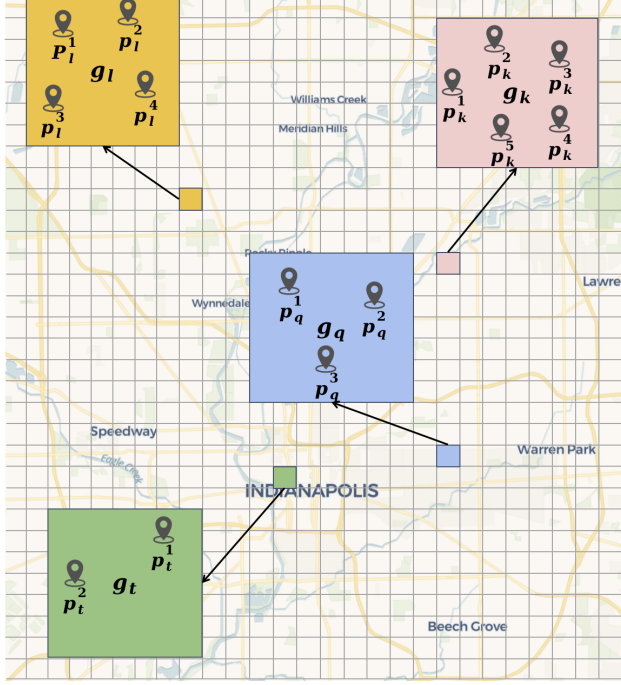 P_l^1
p_l^2
g_l
p_l^3
p_l^4
p_k^2
p_k^3
p_k^1
g_k
p_k^5
p_k^4
Williams Creek
Meridian Hills
Rocky Ripple
Lawre
Wynnedale
p_q^1
g_q
p_q^2
p_q^3
Speedway
Eagle Creek
Warren Park
INDIANAPOLIS
p_t^1
p_t^2
g_t
Beech Grove